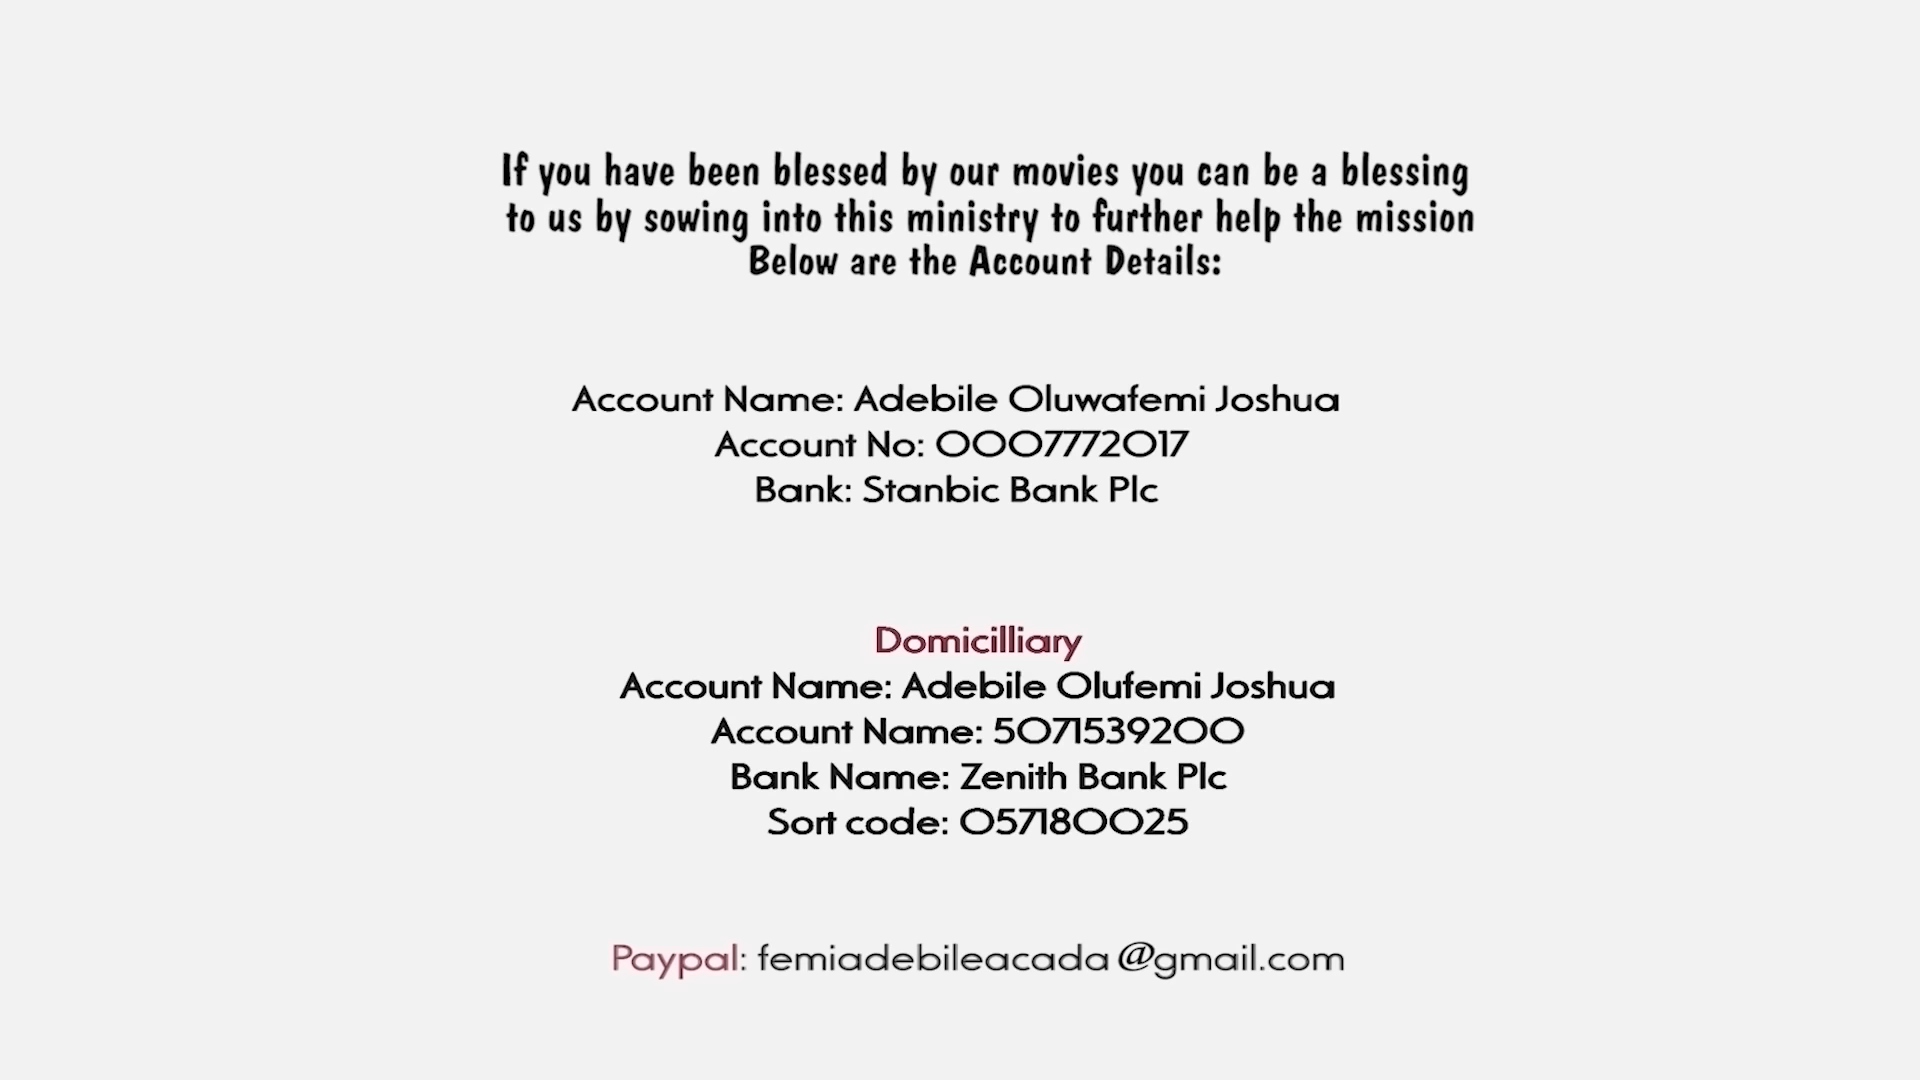 If you have been blessed by our movies you can be a blessing
to us by sowing into this ministry to further help the mission
Below are the Account Details:
Account Name: Adebile Oluwafemi Joshua
Account No: 0007772017
Bank: Stanbic Bank Plc
Domicilliary
Account Name: Adebile Olufemi Joshua
Account Name: 5071539200
Bank Name: Zenith Bank Plc
Sort code: 057180025
Paypal: femiadebileacada@gmail.com